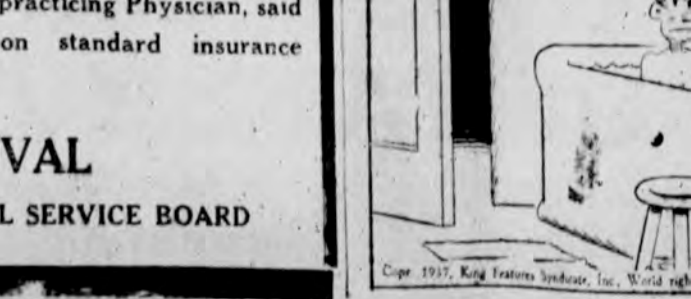 practicing Physician, said
on standard insurance
VAL
L SERVICE BOARD
Copr. 1937, King Features Syndicate, Inc., World righ